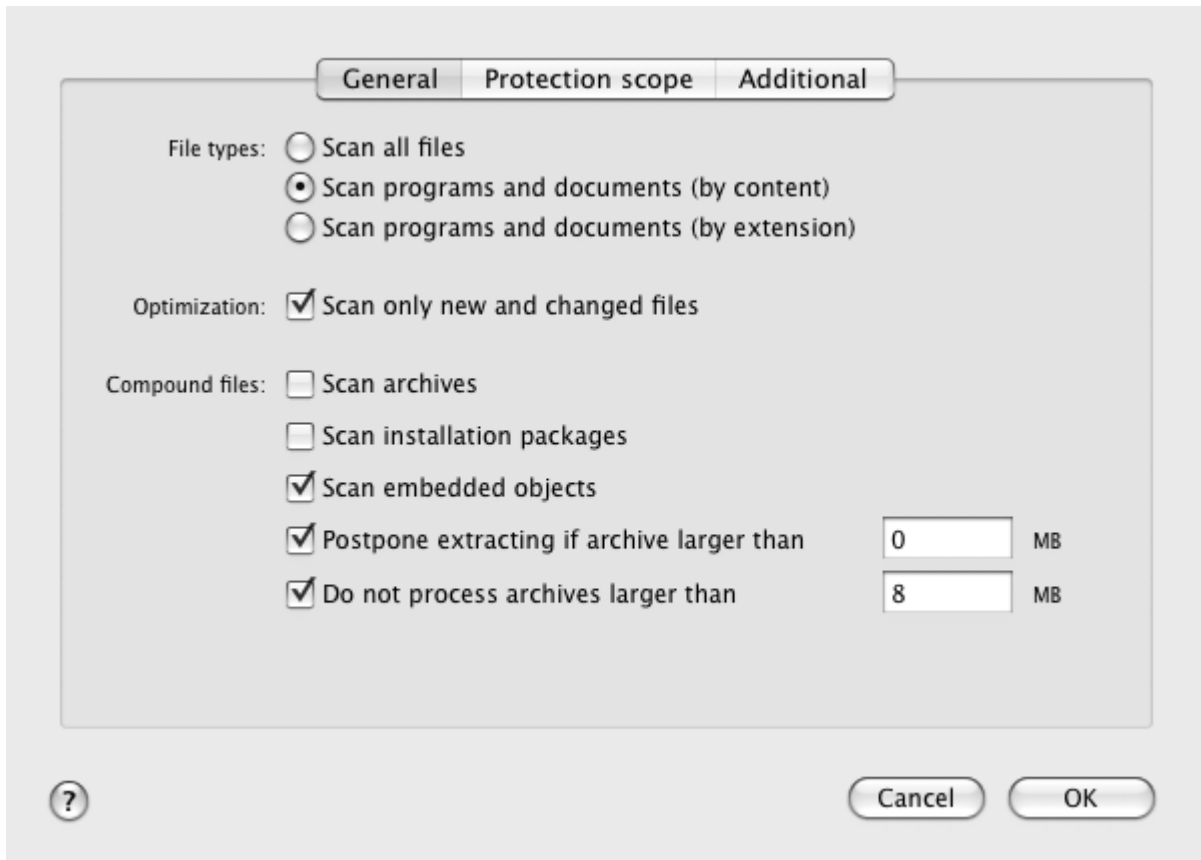 General Protection scope Additional
File types: Scan all files
Scan programs and documents (by content)
Scan programs and documents (by extension)
Optimization: Scan only new and changed files
Compound files: Scan archives
Scan installation packages
Scan embedded objects
Postpone extracting if archive larger than 0 MB
Do not process archives larger than 8 MB
? Cancel OK